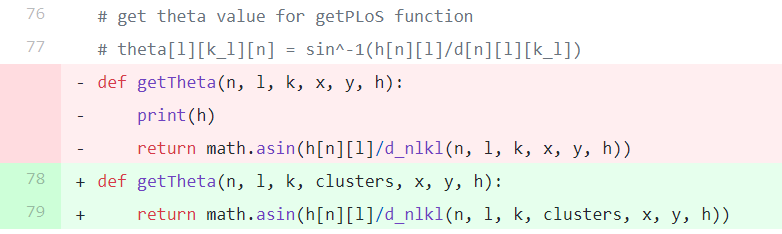 76 # get theta value for getPLoS function
77 # theta[l][k_l][n] = sin^-1(h[n][l]/d[n][l][k_l])
- def getTheta(n, l, k, x, y, h):
- print(h)
- return math.asin(h[n][l]/d_nlkl(n, l, k, x, y, h))
78 + def getTheta(n, l, k, clusters, x, y, h):
79 + return math.asin(h[n][l]/d_nlkl(n, l, k, clusters, x, y, h))